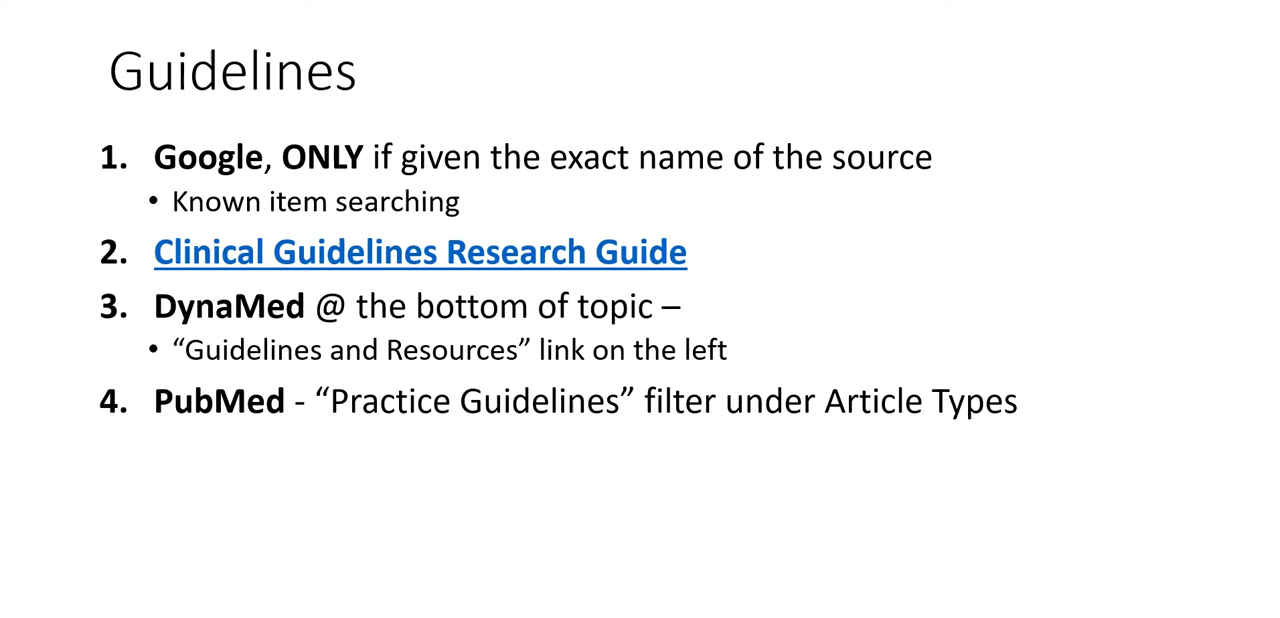 Guidelines
1. Google, ONLY if given the exact name of the source
• Known item searching
2. Clinical Guidelines Research Guide
3. DynaMed @ the bottom of topic –
• “Guidelines and Resources” link on the left
4. PubMed - “Practice Guidelines” filter under Article Types